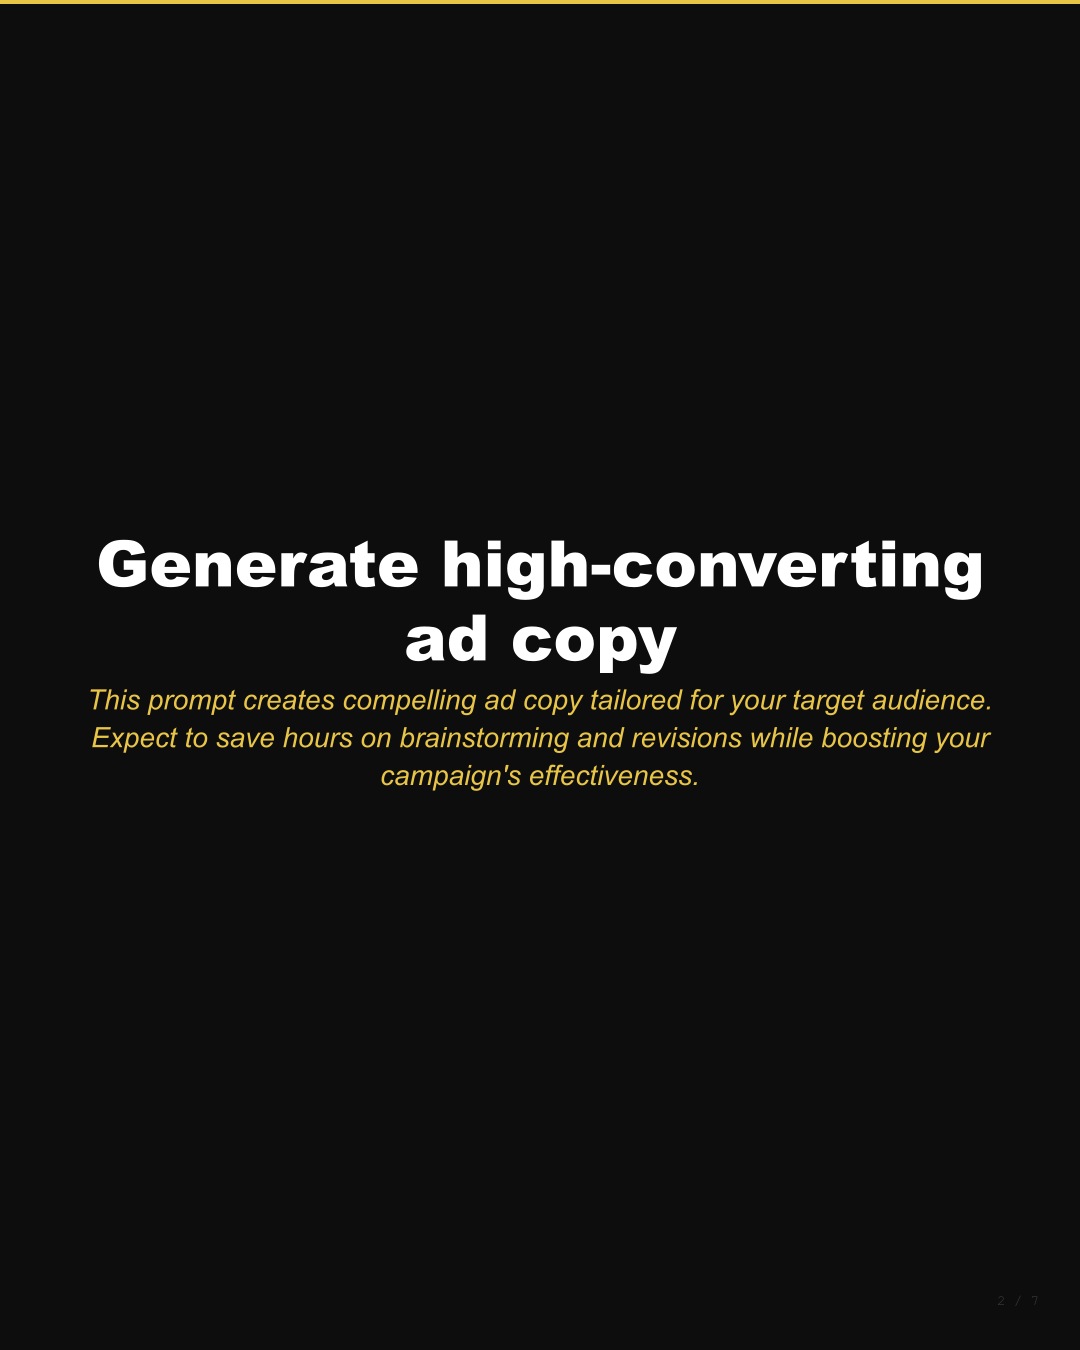 Generate high-converting
ad copy
This prompt creates compelling ad copy tailored for your target audience.
Expect to save hours on brainstorming and revisions while boosting your
campaign's effectiveness.
2 / 7